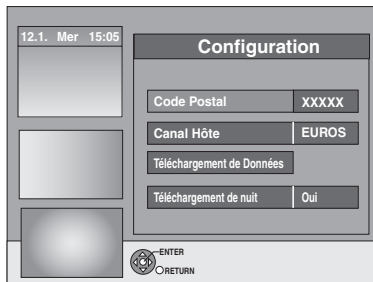 12.1. Mer 15:05
Configuration
Code Postal XXXXX
Canal Hôte EUROS
Téléchargement de Données
Téléchargement de nuit Oui
ENTER
RETURN